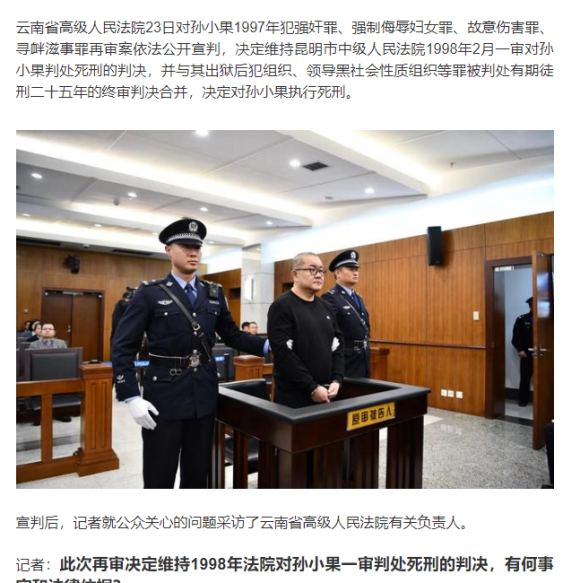 云南省高级人民法院23日对孙小果1997年犯强奸罪、强制侮辱妇女罪、故意伤害罪、
寻衅滋事罪再审案依法公开宣判，决定维持昆明市中级人民法院1998年2月一审对孙
小果判处死刑的判决，并与其出狱后犯组织、领导黑社会性质组织等罪被判处有期徒
刑二十五年的终审判决合并，决定对孙小果执行死刑。
原审被告人
宣判后，记者就公众关心的问题采访了云南省高级人民法院有关负责人。
记者：此次再审决定维持1998年法院对孙小果一审判处死刑的判决，有何事